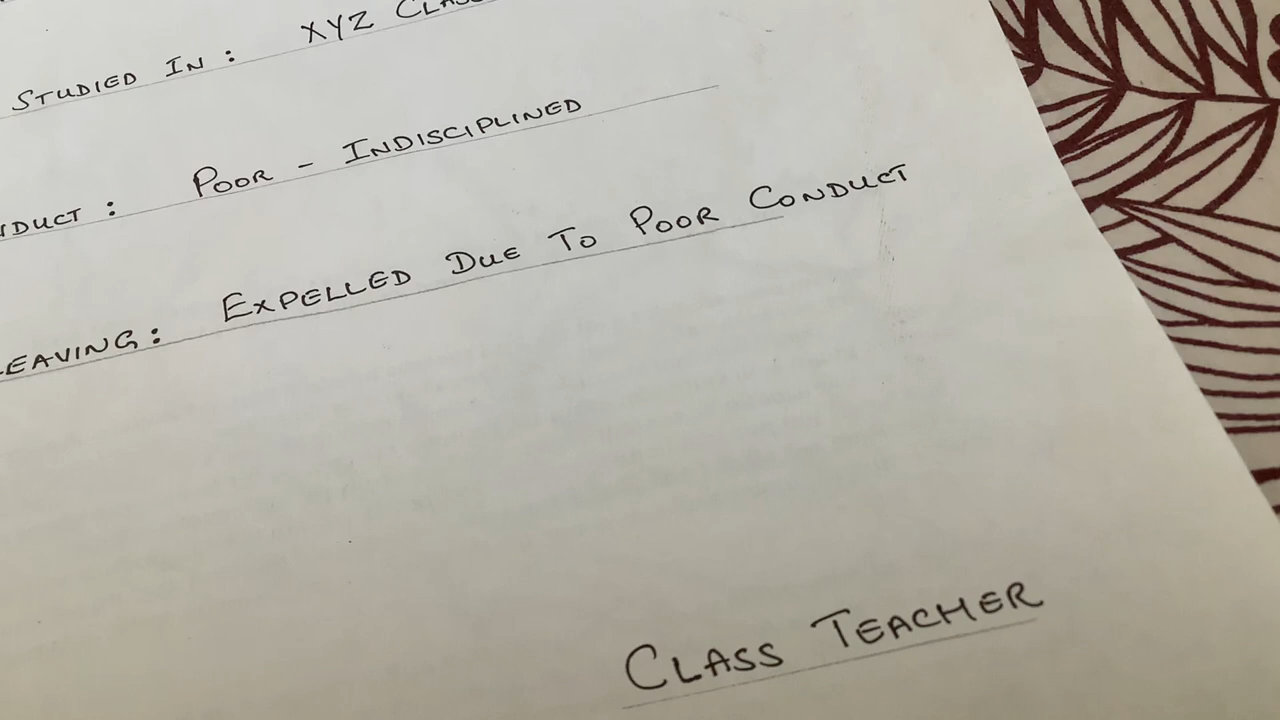 STUDIED IN : XYZ
: POOR - INDISCIPLINED
: EXPELLED DUE TO POOR CONDUCT
CLASS TEACHER